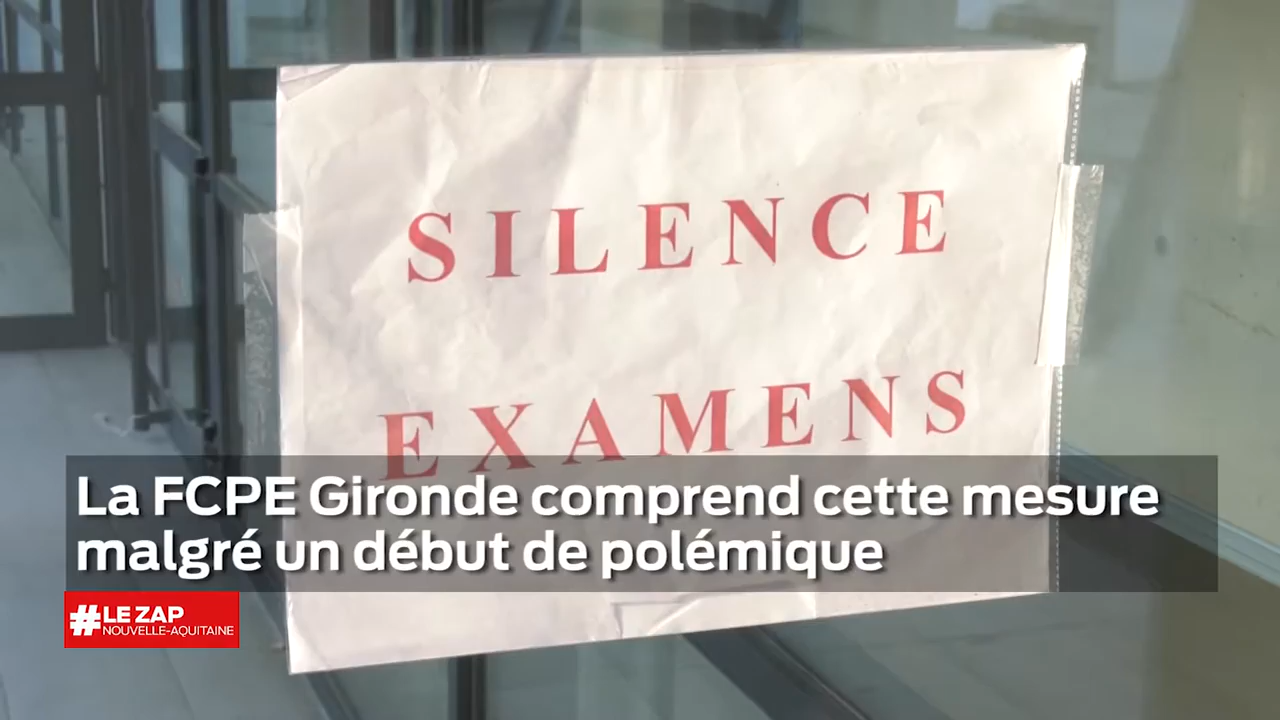 SILENCE
EXAMENS
La FCPE Gironde comprend cette mesure
malgré un début de polémique
#LE ZAP
NOUVELLE-AQUITAINE